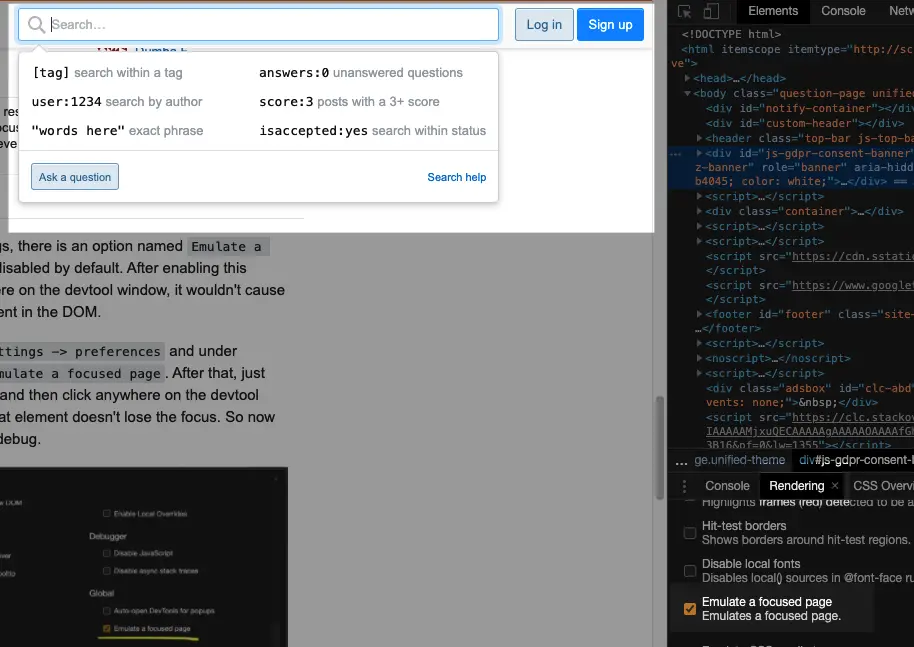 Search...
Log in
Sign up
[tag] search within a tag
answers:0 unanswered questions
user:1234 search by author
score:3 posts with a 3+ score
"words here" exact phrase
isaccepted:yes search within status
Ask a question
Search help
gs, there is an option named Emulate a
disabled by default. After enabling this
ere on the devtool window, it wouldn't cause
ent in the DOM.
ettings -> preferences and under
mulate a focused page. After that, just
and then click anywhere on the devtool
at element doesn't lose the focus. So now
debug.
Enable Local Overrides
Debugger
Disable JavaScript
Disable async stack traces
Global
Auto-open DevTools for popups
Emulate a focused page
Elements
Console
Netw
<!DOCTYPE html>
<html itemscope itemtype="http://sc
ve">
<head>…</head>
<body class="question-page unifie
<div id="notify-container"></div
<div id="custom-header"></div>
<header class="top-bar js-top-ba
<div id="js-gdpr-consent-banner"
z-banner" role="banner" aria-hidd
b4045; color: white;">…</div> ==
<script>…</script>
<div class="container">…</div>
<script>…</script>
<script>…</script>
<script src="https://cdn.sstatic
</script>
<script src="https://www.googlet
</script>
<footer id="footer" class="site-
…</footer>
<script>…</script>
<noscript>…</noscript>
<script>…</script>
<div class="adsbox" id="clc-abd"
vents: none;">&nbsp;</div>
<script src="https://clc.stackov
3B16&pf=0&lw=1355"></script>
... ge.unified-theme div#js-gdpr-consent-b
Console
Rendering ×
CSS Overvi
Highlights frames (red) detected to be a
Hit-test borders
Shows borders around hit-test regions.
Disable local fonts
Disables local() sources in @font-face ru
Emulate a focused page
Emulates a focused page.